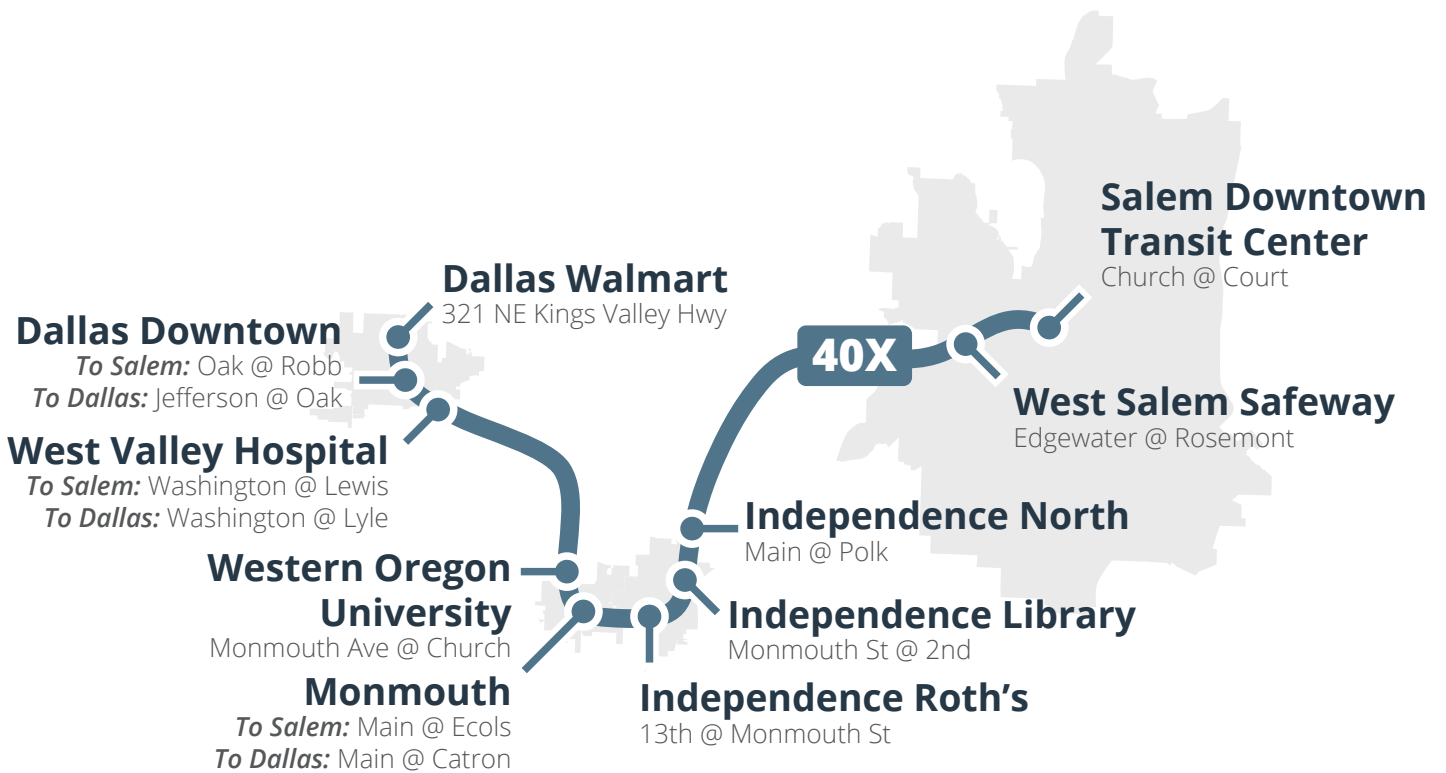 Salem Downtown
Transit Center
Church @ Court
Dallas Walmart
321 NE Kings Valley Hwy
Dallas Downtown
To Salem: Oak @ Robb
To Dallas: Jefferson @ Oak
40X
West Salem Safeway
Edgewater @ Rosemont
West Valley Hospital
To Salem: Washington @ Lewis
To Dallas: Washington @ Lyle
Independence North
Main @ Polk
Western Oregon
University
Monmouth Ave @ Church
Independence Library
Monmouth St @ 2nd
Monmouth
To Salem: Main @ Ecols
To Dallas: Main @ Catron
Independence Roth’s
13th @ Monmouth St